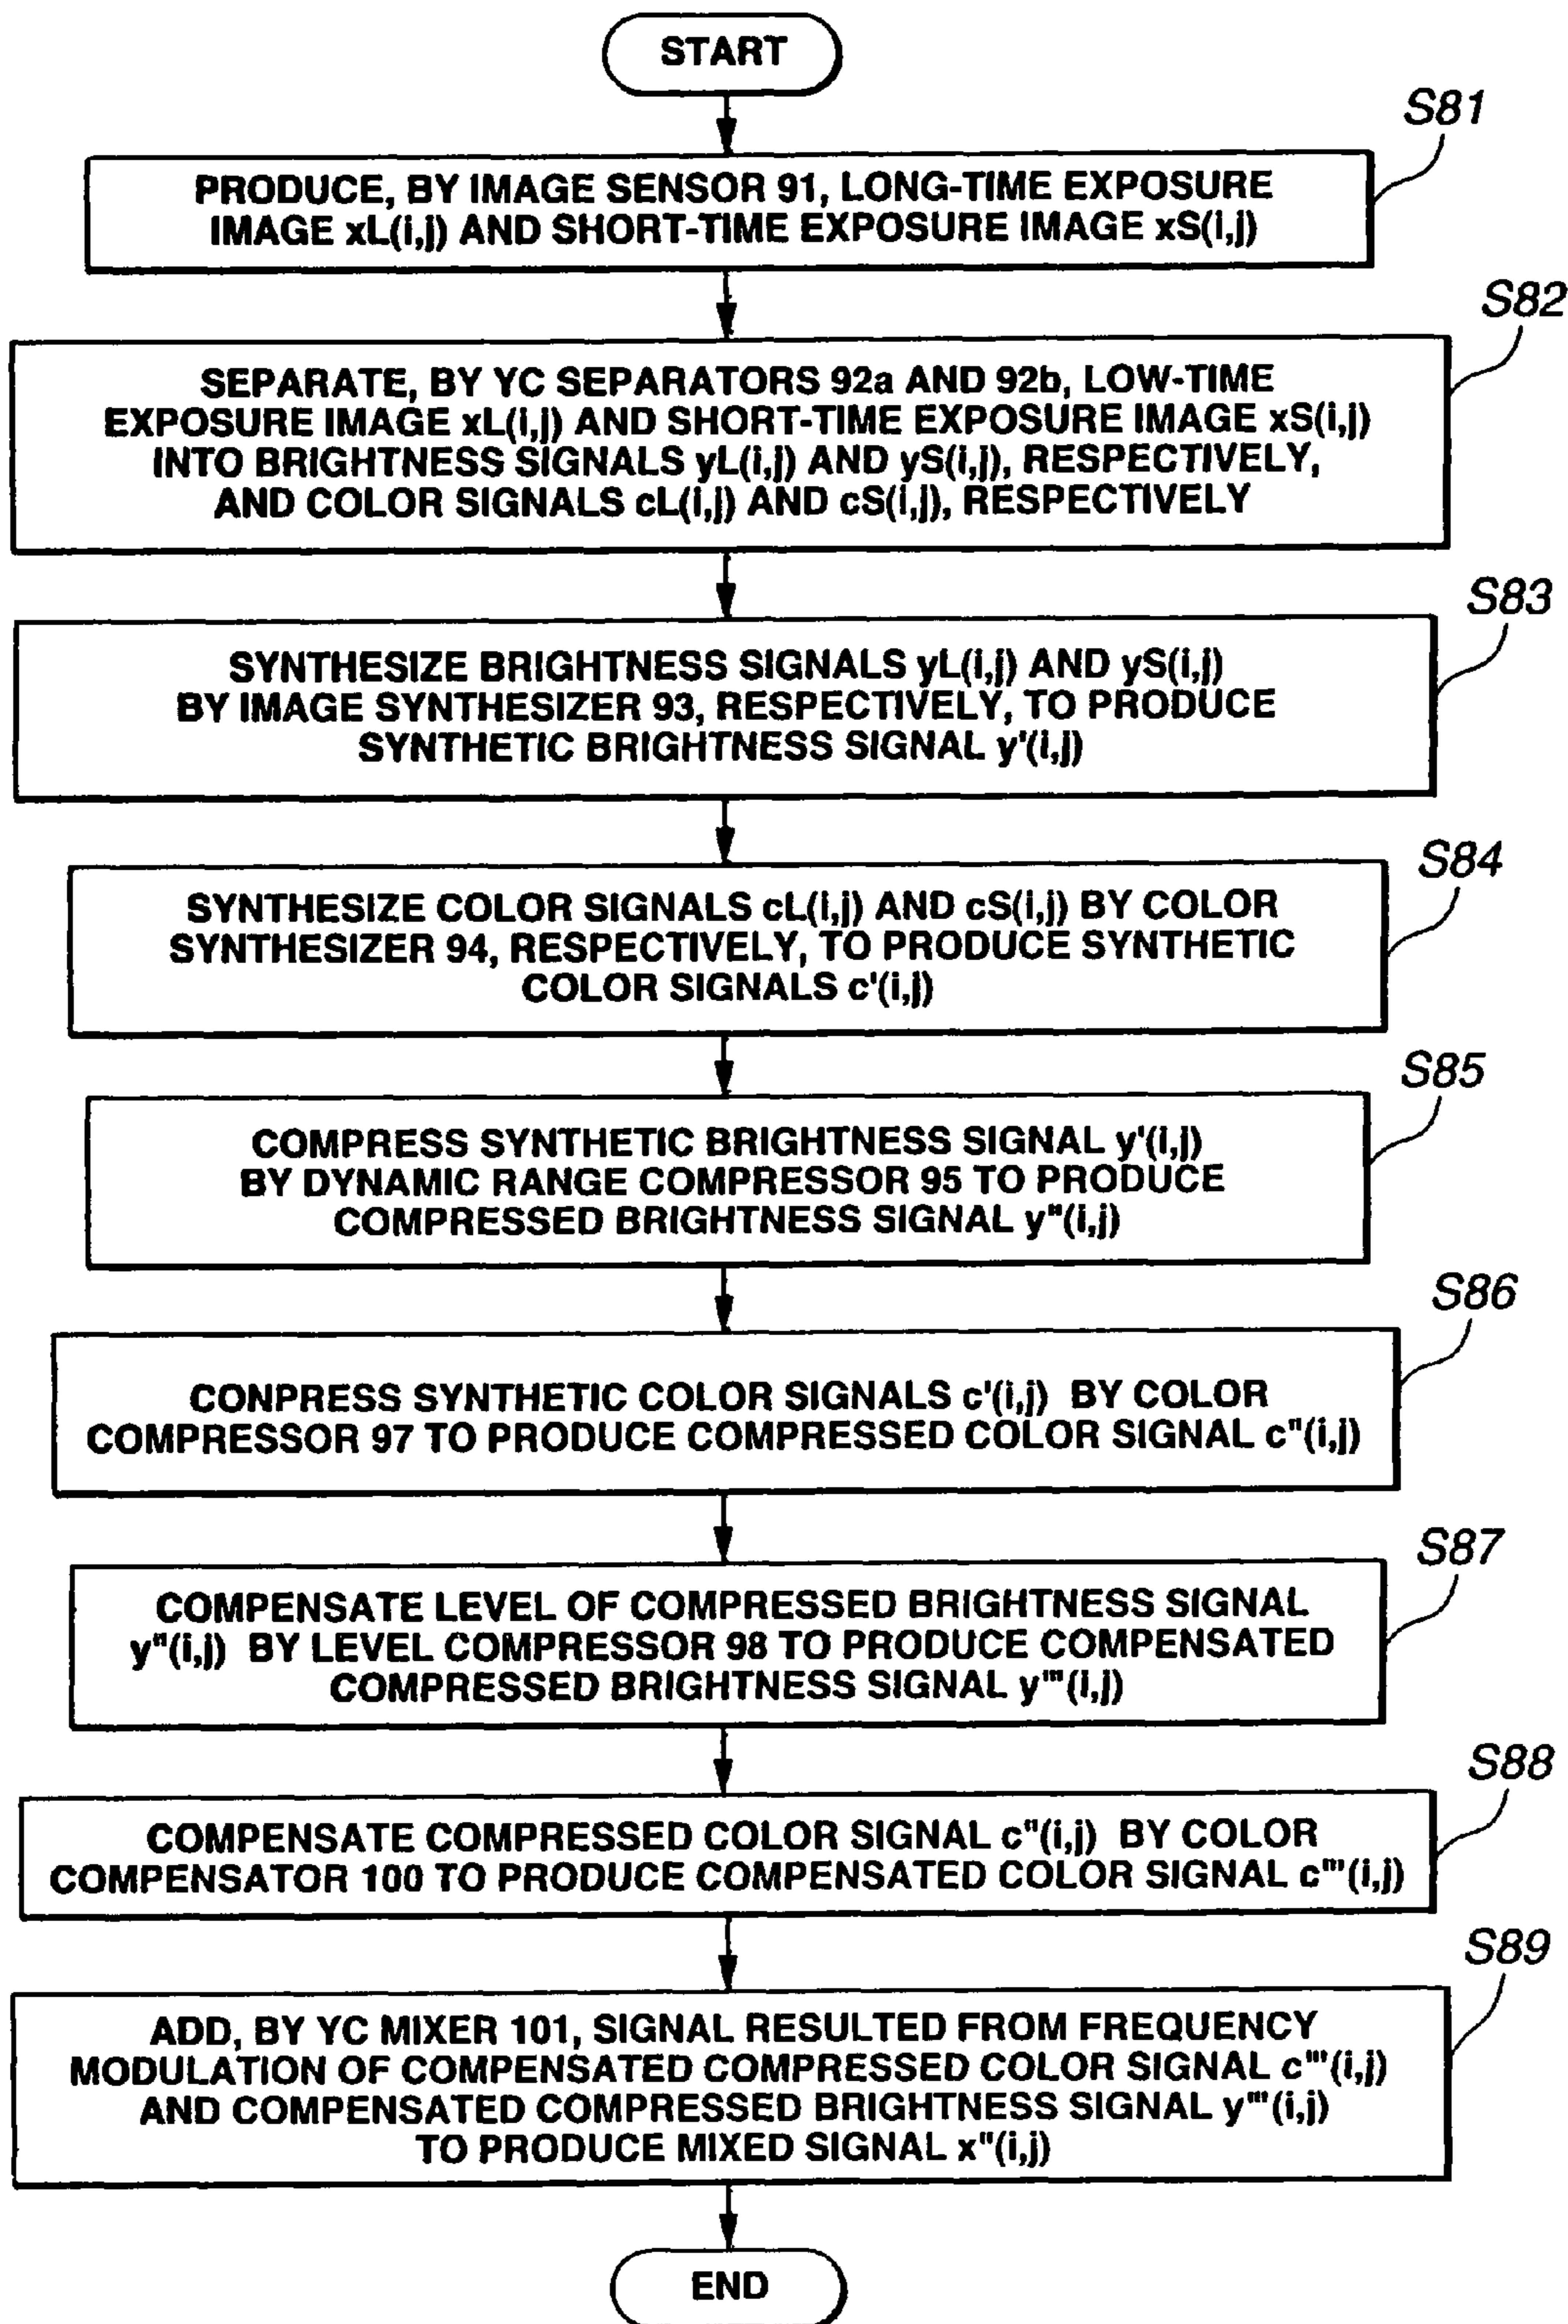 START
S81
PRODUCE, BY IMAGE SENSOR 91, LONG-TIME EXPOSURE
IMAGE xL(i,j) AND SHORT-TIME EXPOSURE IMAGE xS(i,j)
S82
SEPARATE, BY YC SEPARATORS 92a AND 92b, LOW-TIME
EXPOSURE IMAGE xL(i,j) AND SHORT-TIME EXPOSURE IMAGE xS(i,j)
INTO BRIGHTNESS SIGNALS yL(i,j) AND yS(i,j), RESPECTIVELY,
AND COLOR SIGNALS cL(i,j) AND cS(i,j), RESPECTIVELY
S83
SYNTHESIZE BRIGHTNESS SIGNALS yL(i,j) AND yS(i,j)
BY IMAGE SYNTHESIZER 93, RESPECTIVELY, TO PRODUCE
SYNTHETIC BRIGHTNESS SIGNAL y'(i,j)
S84
SYNTHESIZE COLOR SIGNALS cL(i,j) AND cS(i,j) BY COLOR
SYNTHESIZER 94, RESPECTIVELY, TO PRODUCE SYNTHETIC
COLOR SIGNALS c'(i,j)
S85
COMPRESS SYNTHETIC BRIGHTNESS SIGNAL y'(i,j)
BY DYNAMIC RANGE COMPRESSOR 95 TO PRODUCE
COMPRESSED BRIGHTNESS SIGNAL y"(i,j)
S86
CONPRESS SYNTHETIC COLOR SIGNALS c'(i,j) BY COLOR
COMPRESSOR 97 TO PRODUCE COMPRESSED COLOR SIGNAL c"(i,j)
S87
COMPENSATE LEVEL OF COMPRESSED BRIGHTNESS SIGNAL
y"(i,j) BY LEVEL COMPRESSOR 98 TO PRODUCE COMPENSATED
COMPRESSED BRIGHTNESS SIGNAL y'''(i,j)
S88
COMPENSATE COMPRESSED COLOR SIGNAL c"(i,j) BY COLOR
COMPENSATOR 100 TO PRODUCE COMPENSATED COLOR SIGNAL c'''(i,j)
S89
ADD, BY YC MIXER 101, SIGNAL RESULTED FROM FREQUENCY
MODULATION OF COMPENSATED COMPRESSED COLOR SIGNAL c'''(i,j)
AND COMPENSATED COMPRESSED BRIGHTNESS SIGNAL y'''(i,j)
TO PRODUCE MIXED SIGNAL x"(i,j)
END